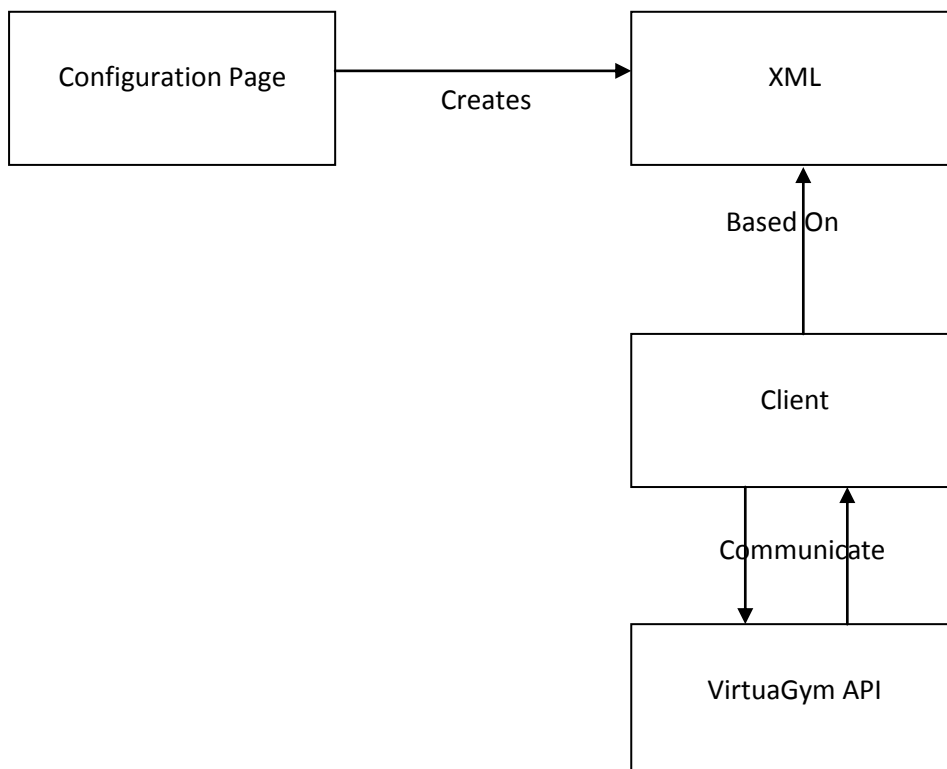 Configuration Page
XML
Creates
Based On
Client
Communicate
VirtuaGym API